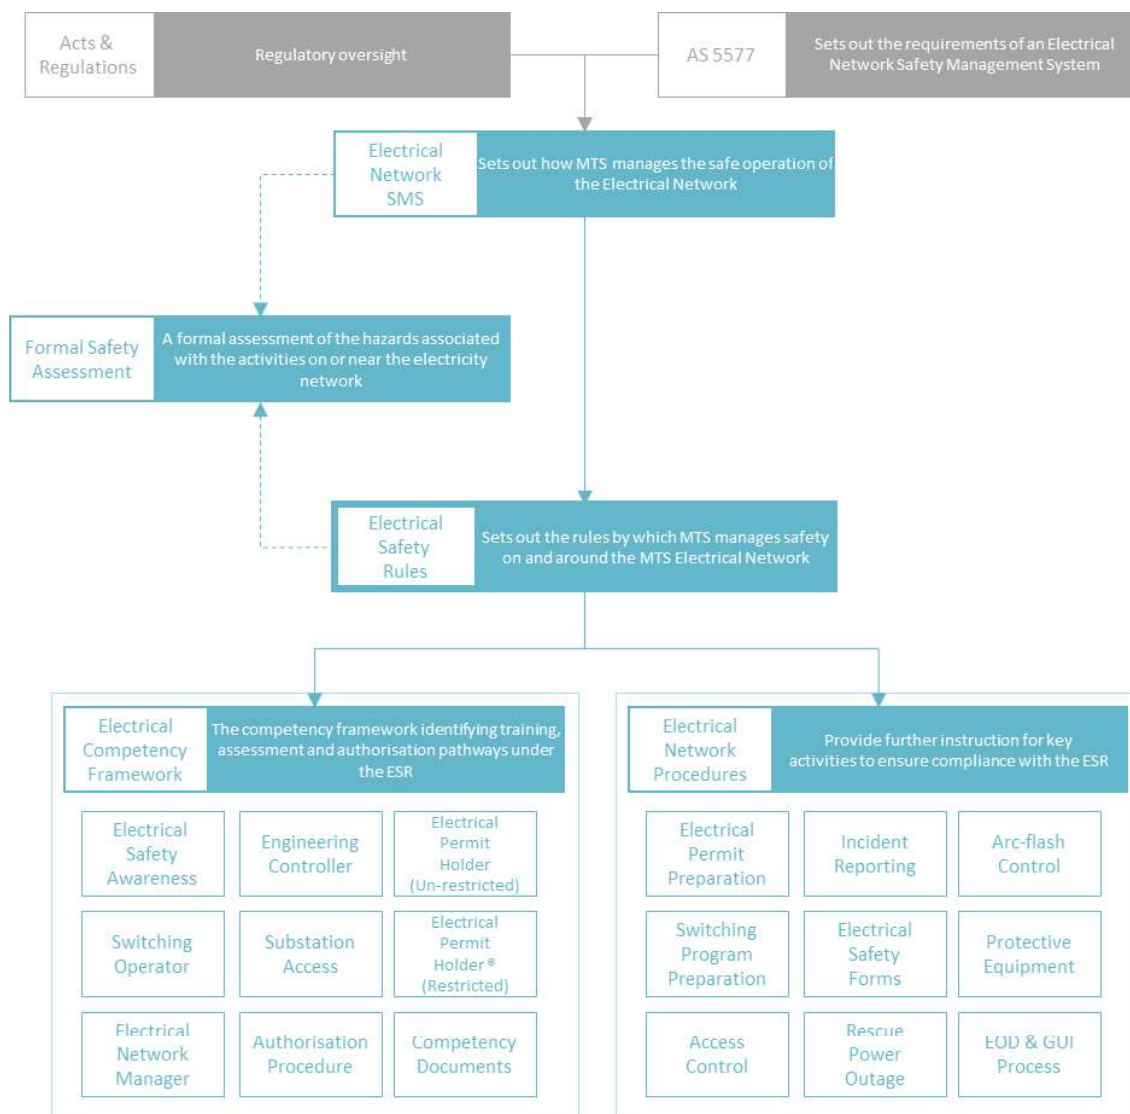 Acts &
Regulations
Regulatory oversight
AS 5577
Sets out the requirements of an Electrical
Network Safety Management System
Electrical
Network
SMS
Sets out how MTS manages the safe operation of
the Electrical Network
Formal Safety
Assessment
A formal assessment of the hazards associated
with the activities on or near the electricity
network
Electrical
Safety
Rules
Sets out the rules by which MTS manages safety
on and around the MTS Electrical Network
Electrical
Competency
Framework
The competency framework identifying training,
assessment and authorisation pathways under
the ESR
Electrical
Safety
Awareness
Engineering
Controller
Electrical
Permit
Holder
(Un-restricted)
Switching
Operator
Substation
Access
Electrical
Permit
Holder ®
(Restricted)
Electrical
Network
Manager
Authorisation
Procedure
Competency
Documents
Electrical
Network
Procedures
Provide further instruction for key
activities to ensure compliance with the ESR
Electrical
Permit
Preparation
Incident
Reporting
Arc-flash
Control
Switching
Program
Preparation
Electrical
Safety
Forms
Protective
Equipment
Access
Control
Rescue
Power
Outage
EOD & GUI
Process